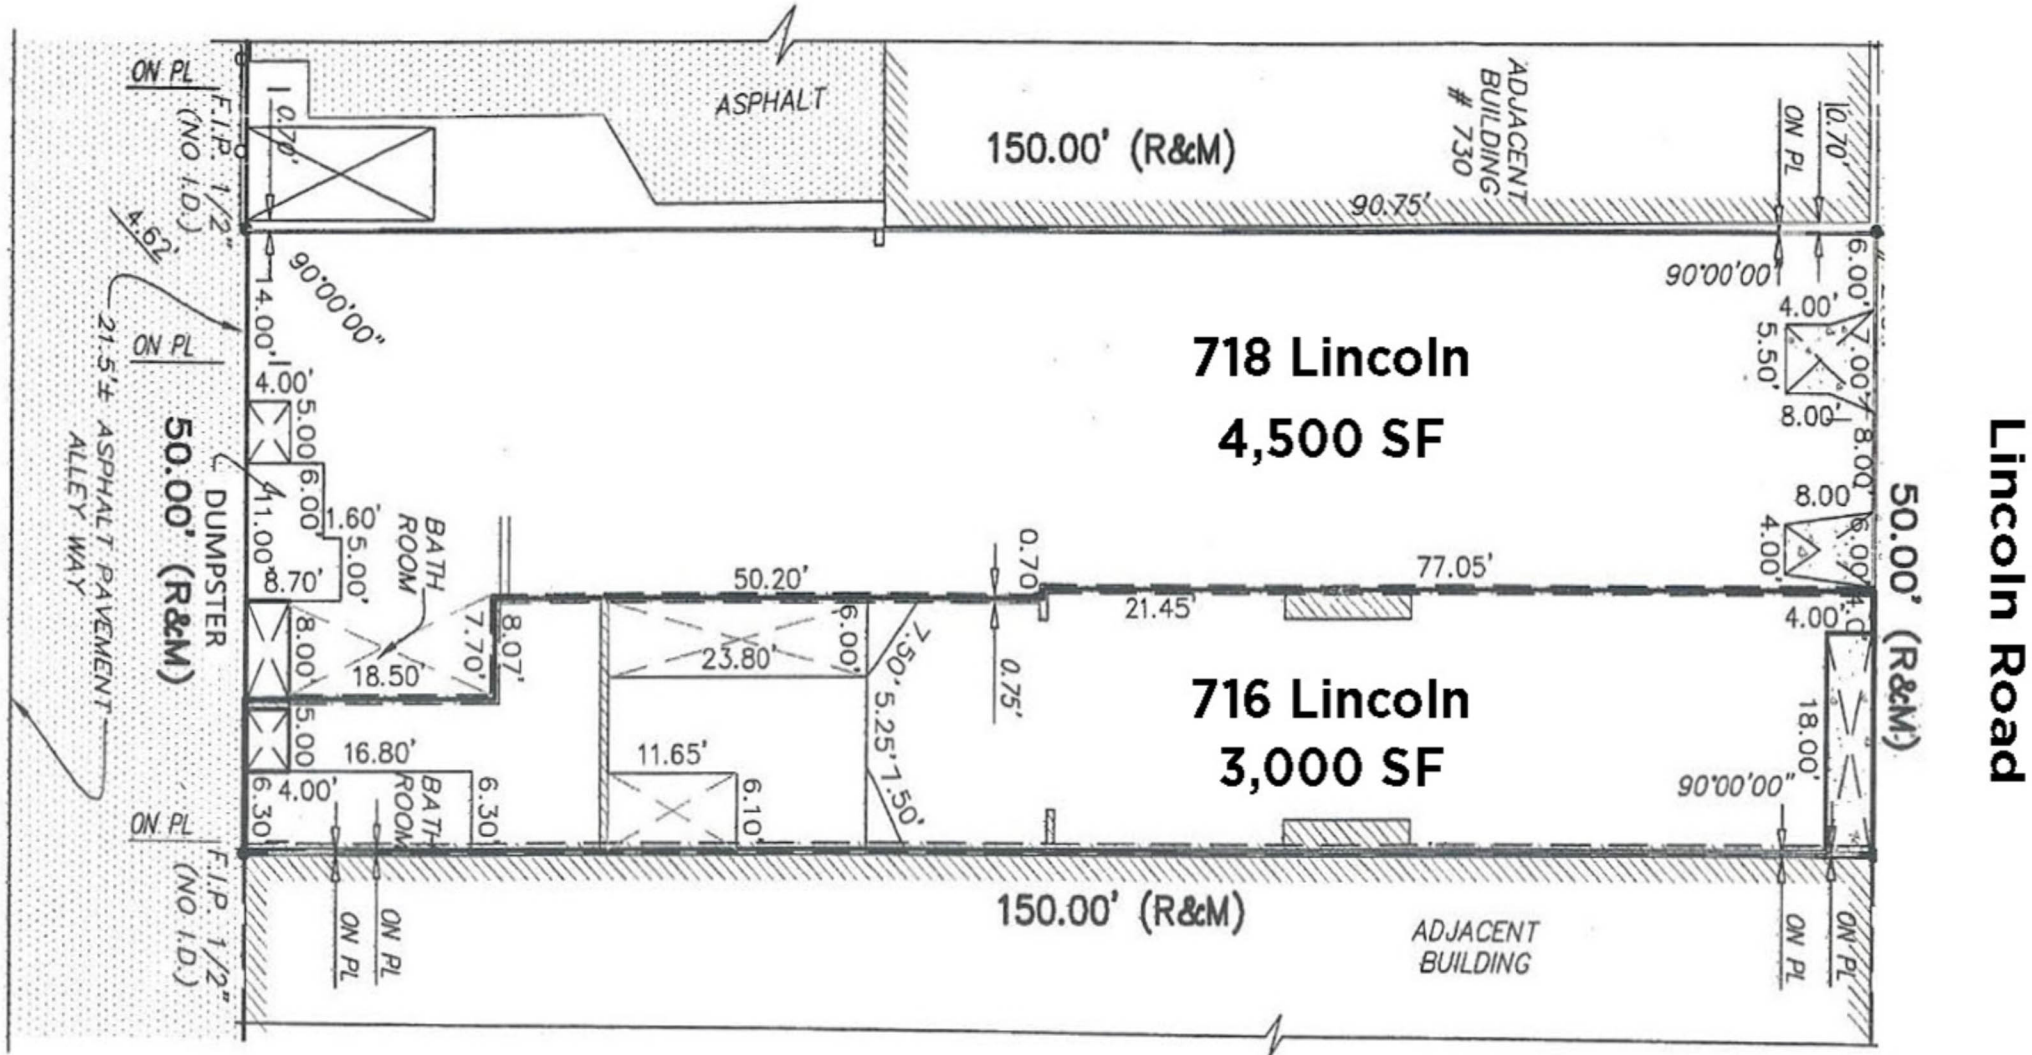 ON PL
F.I.P. 1/2"
(NO I.D.)
0.70'
ASPHALT
150.00' (R&M)
ADJACENT
BUILDING
# 730
ON PL
0.70'
90.75'
4.62'
90°00'00"
14.00'
90°00'00"
6.00'
4.00'
5.50'
7.00'
8.00'
8.00'
8.00'
4.00'
6.00'
718 Lincoln
4,500 SF
ON PL
21.5'± ASPHALT PAVEMENT
ALLEY WAY
50.00' (R&M)
DUMPSTER
4.00'
5.00'
6.00'
11.00'
1.60'
5.00'
8.70'
BATH
ROOM
50.20'
0.70
77.05'
21.45'
4.00'
8.00'
18.50'
7.70'
8.07'
23.80'
6.00'
7.50'
0.75'
5.25'
716 Lincoln
3,000 SF
18.00'
50.00' (R&M)
Lincoln Road
5.00
16.80'
4.00'
6.30'
BATH
ROOM
6.30'
11.65'
6.10'
7.50'
90°00'00"
ON PL
F.I.P. 1/2"
(NO I.D.)
ON PL
ON PL
150.00' (R&M)
ADJACENT
BUILDING
ON PL
ON PL